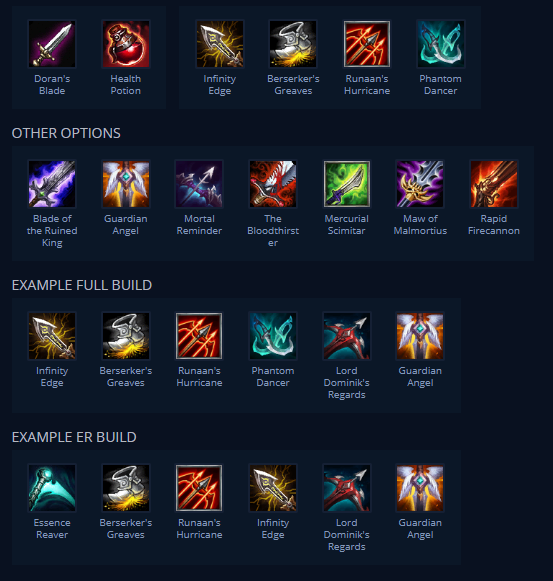 Doran's Blade
Health Potion
Infinity Edge
Berserker's Greaves
Runaan's Hurricane
Phantom Dancer
OTHER OPTIONS
Blade of the Ruined King
Guardian Angel
Mortal Reminder
The Bloodthirst er
Mercurial Scimitar
Maw of Malmortius
Rapid Firecannon
EXAMPLE FULL BUILD
Infinity Edge
Berserker's Greaves
Runaan's Hurricane
Phantom Dancer
Lord Dominik's Regards
Guardian Angel
EXAMPLE ER BUILD
Essence Reaver
Berserker's Greaves
Runaan's Hurricane
Infinity Edge
Lord Dominik's Regards
Guardian Angel